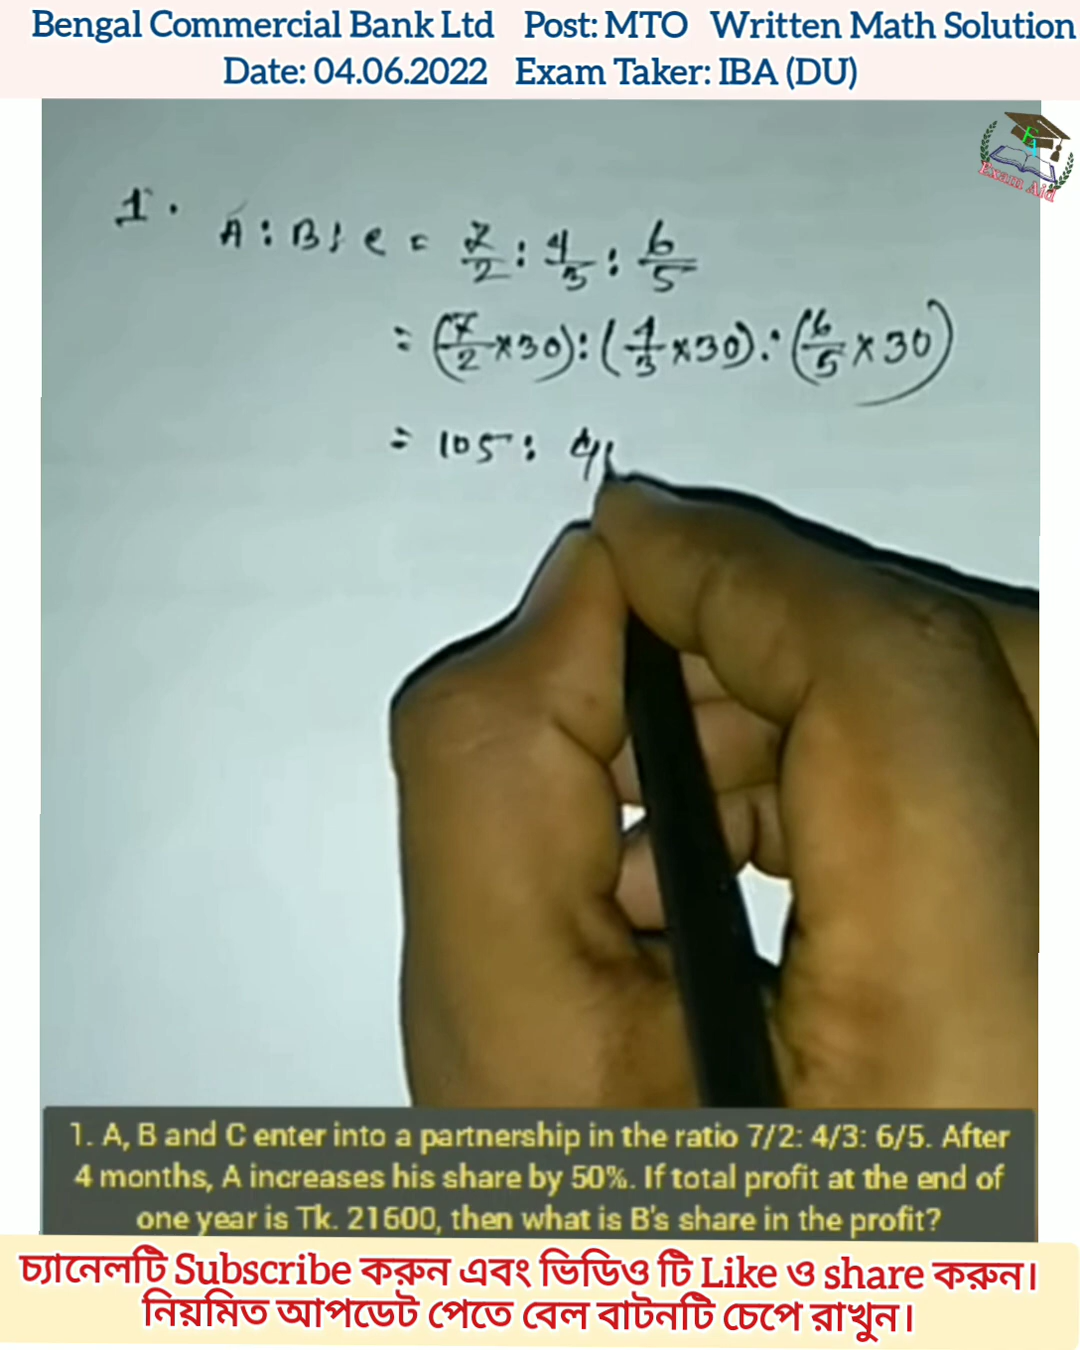 Bengal Commercial Bank Ltd Post: MTO Written Math Solution
Date: 04.06.2022 Exam Taker: IBA (DU)
Exam Aid
1. A : B : C = 7/2 : 4/3 : 6/5
= (7/2 × 30) : (4/3 × 30) : (6/5 × 30)
= 105 : 4
1. A, B and C enter into a partnership in the ratio 7/2: 4/3: 6/5. After
4 months, A increases his share by 50%. If total profit at the end of
one year is Tk. 21600, then what is B's share in the profit?
চ্যানেলটি Subscribe করুন এবং ভিডিও টি Like ও share করুন।
নিয়মিত আপডেট পেতে বেল বাটনটি চেপে রাখুন।